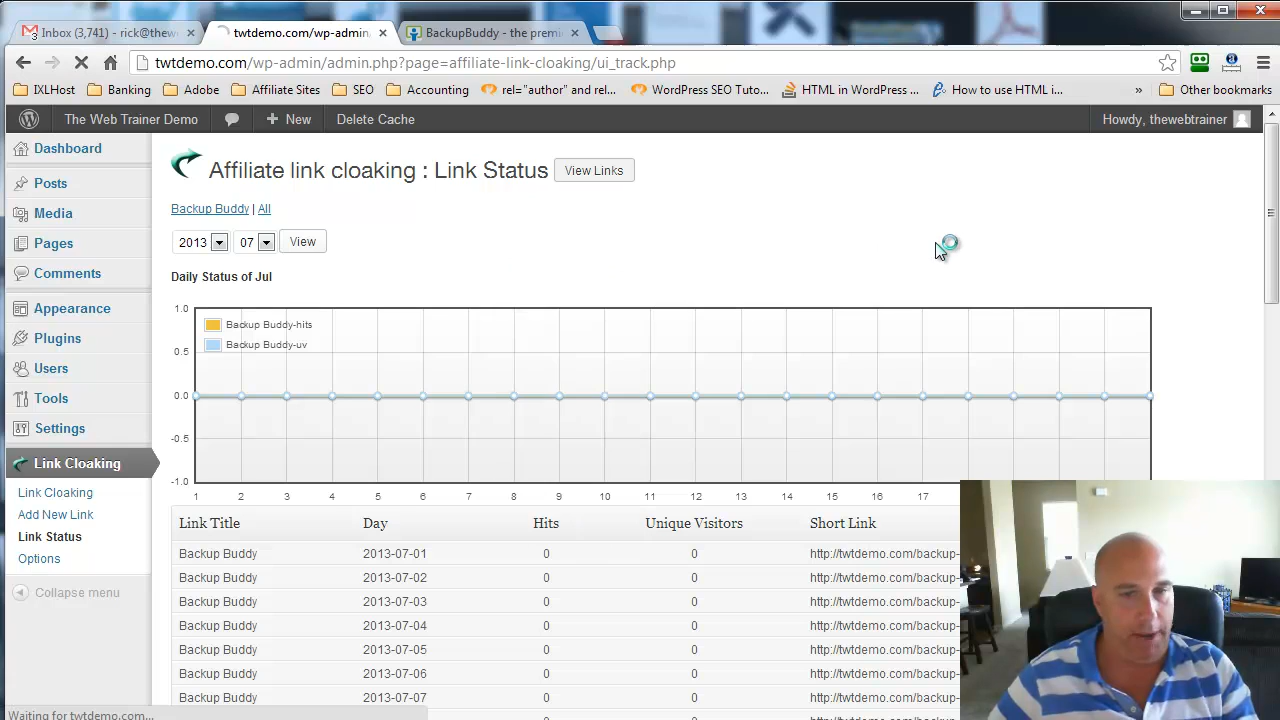 Inbox (3,741) - rick@thewe
twtdemo.com/wp-admin/
BackupBuddy - the premi
twtdemo.com/wp-admin/admin.php?page=affiliate-link-cloaking/ui_track.php
IXLHost
Banking
Adobe
Affiliate Sites
SEO
Accounting
rel="author" and rel...
WordPress SEO Tuto...
HTML in WordPress ...
How to use HTML i...
»
Other bookmarks
The Web Trainer Demo
New
Delete Cache
Howdy, thewebtrainer
Dashboard
Posts
Media
Pages
Comments
Appearance
Plugins
Users
Tools
Settings
Link Cloaking
Link Cloaking
Add New Link
Link Status
Options
Collapse menu
Affiliate link cloaking : Link Status
View Links
Backup Buddy | All
2013
07
View
Daily Status of Jul
Backup Buddy-hits
Backup Buddy-uv
1.0
0.5
0.0
-0.5
-1.0
1 2 3 4 5 6 7 8 9 10 11 12 13 14 15 16 17
Link Title Day Hits Unique Visitors Short Link
Backup Buddy 2013-07-01 0 0 http://twtdemo.com/backup-
Backup Buddy 2013-07-02 0 0 http://twtdemo.com/backup-
Backup Buddy 2013-07-03 0 0 http://twtdemo.com/backup-
Backup Buddy 2013-07-04 0 0 http://twtdemo.com/backup-
Backup Buddy 2013-07-05 0 0 http://twtdemo.com/backup-
Backup Buddy 2013-07-06 0 0 http://twtdemo.com/backup-
Backup Buddy 2013-07-07 0 0 http://twtdemo.com/backup-
Waiting for twtdemo.com...